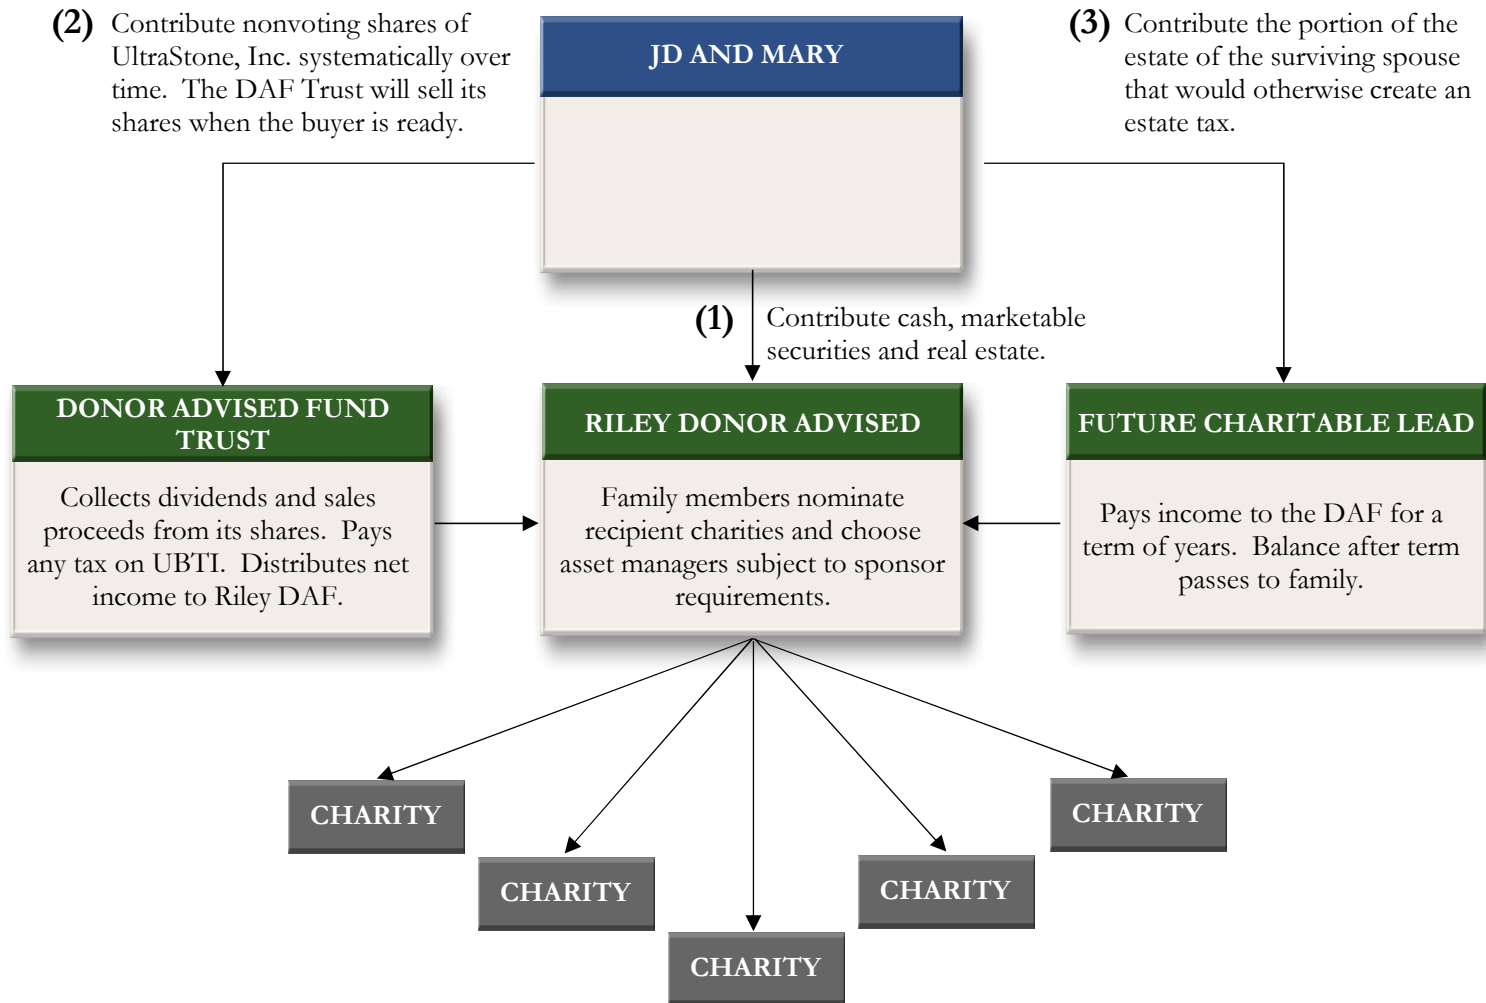 (2) Contribute nonvoting shares of
UltraStone, Inc. systematically over
time. The DAF Trust will sell its
shares when the buyer is ready.
JD AND MARY
(3) Contribute the portion of the
estate of the surviving spouse
that would otherwise create an
estate tax.
(1) Contribute cash, marketable
securities and real estate.
DONOR ADVISED FUND
TRUST
Collects dividends and sales
proceeds from its shares. Pays
any tax on UBTI. Distributes net
income to Riley DAF.
RILEY DONOR ADVISED
Family members nominate
recipient charities and choose
asset managers subject to sponsor
requirements.
FUTURE CHARITABLE LEAD
Pays income to the DAF for a
term of years. Balance after term
passes to family.
CHARITY
CHARITY
CHARITY
CHARITY
CHARITY